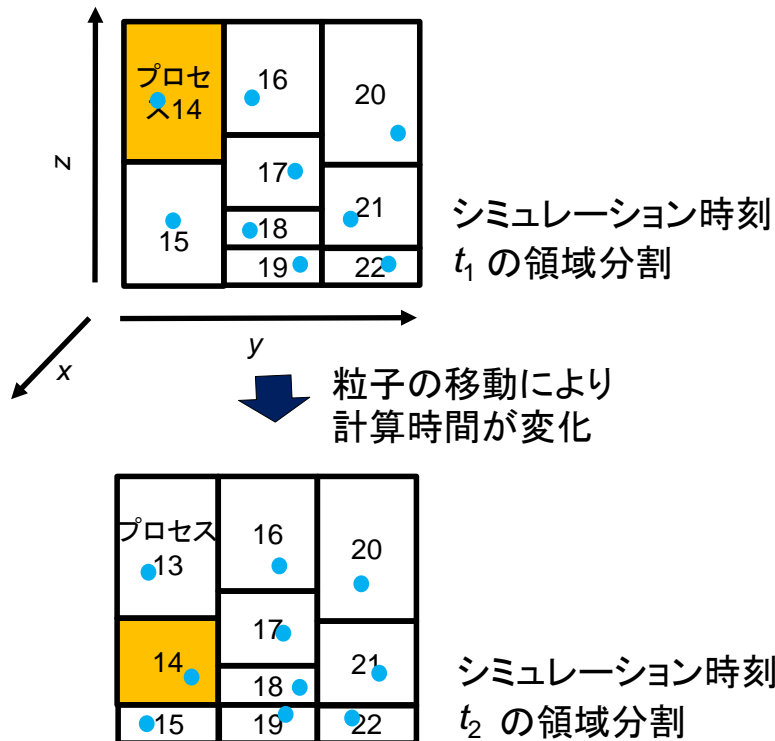 プロセ
ス14
16
20
17
21
15
18
19
22
z
シミュレーション時刻
t1 の領域分割
y
x
粒子の移動により
計算時間が変化
プロセス
13
16
20
17
14
21
18
15
19
22
シミュレーション時刻
t2 の領域分割